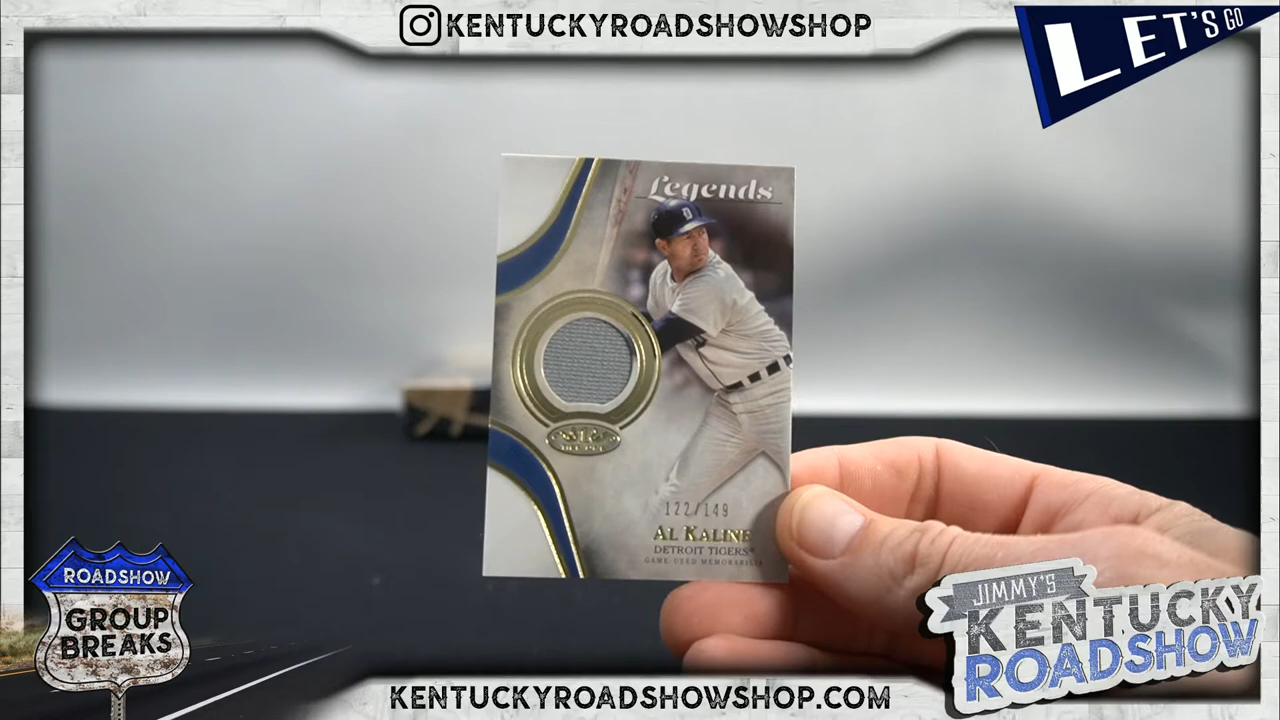 KENTUCKYROADSHOWSHOP
LET'S GO
Legends
D
122/149
AL KALINE
DETROIT TIGERS®
GAME-USED MEMORABILIA
ROADSHOW
GROUP
BREAKS
JIMMY'S
KENTUCKY
ROADSHOW
KENTUCKYROADSHOWSHOP.COM